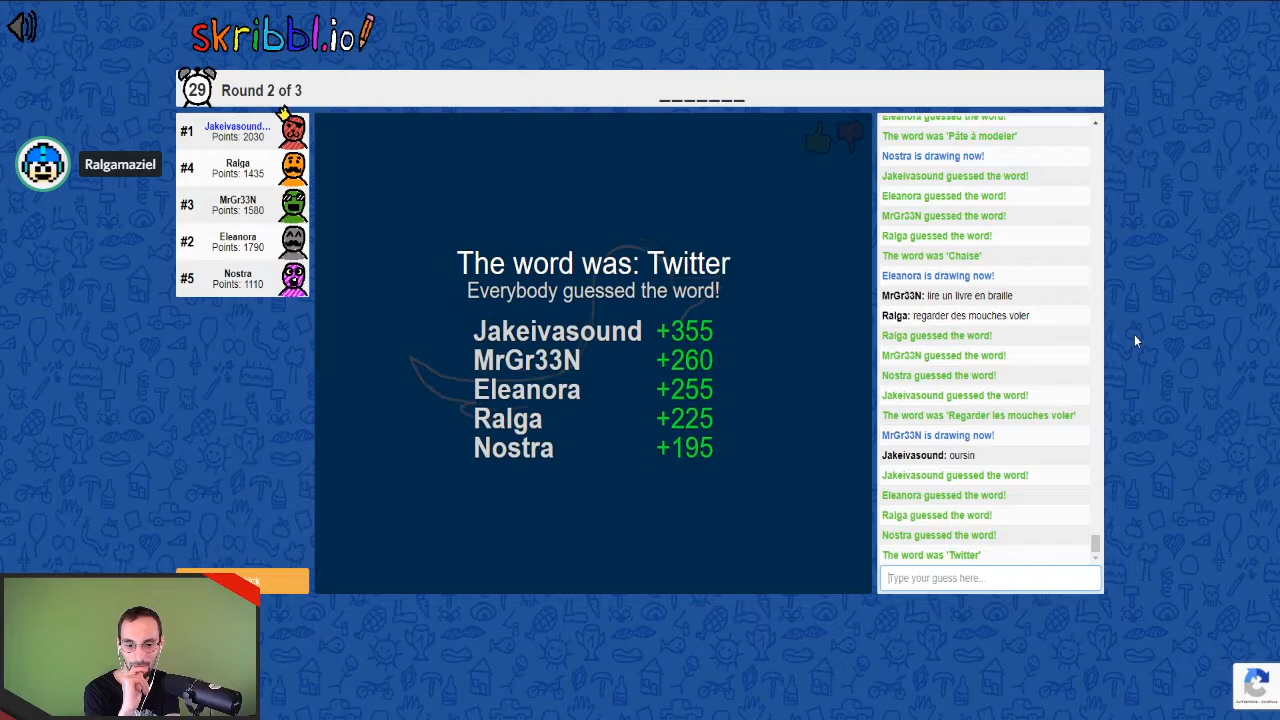 skribbl.io
29
Round 2 of 3
_______
#1
Jakeivasound...
Points: 2030
#4
Ralga
Points: 1435
#3
MrGr33N
Points: 1580
#2
Eleanora
Points: 1790
#5
Nostra
Points: 1110
Ralgamaziel
The word was: Twitter
Everybody guessed the word!
Jakeivasound +355
MrGr33N +260
Eleanora +255
Ralga +225
Nostra +195
Eleanora guessed the word!
The word was 'Pâte à modeler'
Nostra is drawing now!
Jakeivasound guessed the word!
Eleanora guessed the word!
MrGr33N guessed the word!
Ralga guessed the word!
The word was 'Chaise'
Eleanora is drawing now!
MrGr33N: lire un livre en braille
Ralga: regarder des mouches voler
Ralga guessed the word!
MrGr33N guessed the word!
Nostra guessed the word!
Jakeivasound guessed the word!
The word was 'Regarder les mouches voler'
MrGr33N is drawing now!
Jakeivasound: oursin
Jakeivasound guessed the word!
Eleanora guessed the word!
Ralga guessed the word!
Nostra guessed the word!
The word was 'Twitter'
Type your guess here...